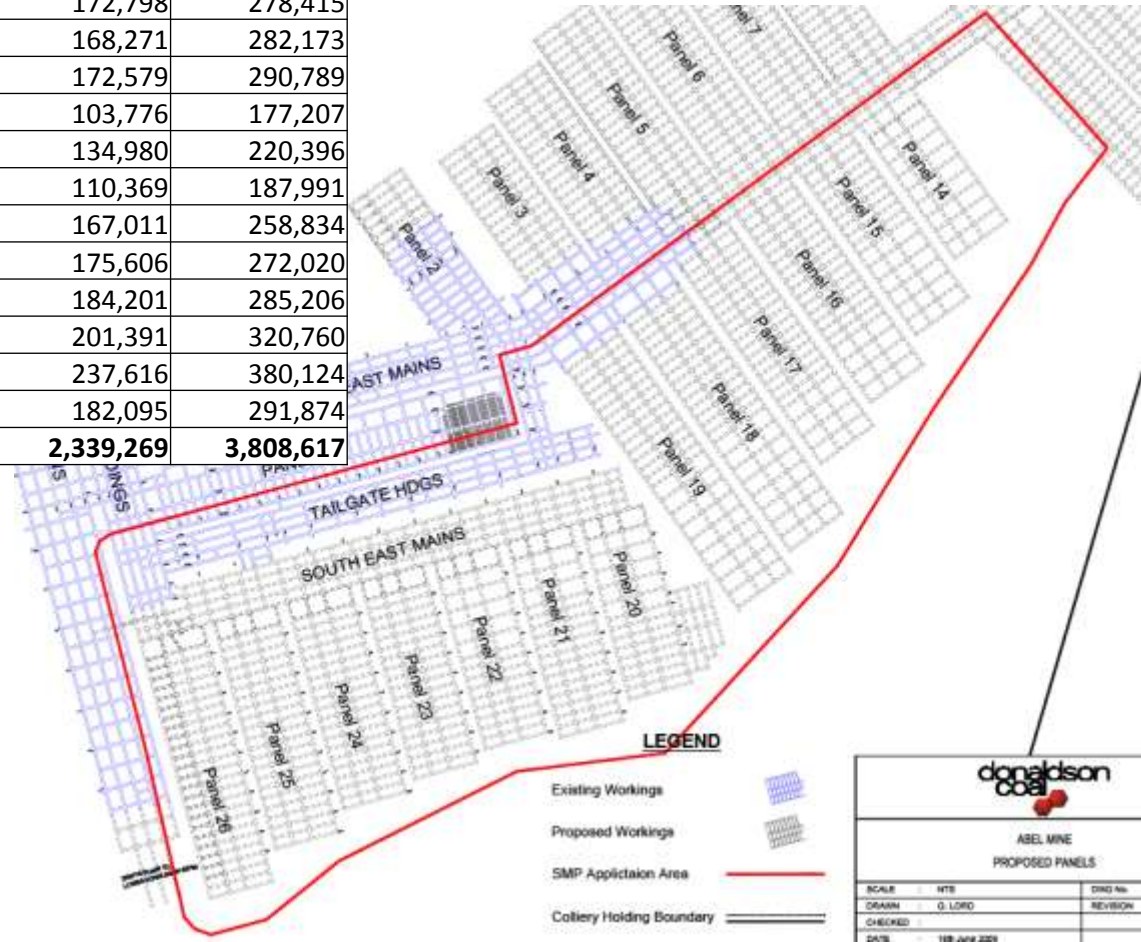 172,798 278,415
168,271 282,173
172,579 290,789
103,776 177,207
134,980 220,396
110,369 187,991
167,011 258,834
175,606 272,020
184,201 285,206
201,391 320,760
237,616 380,124
182,095 291,874
2,339,269 3,808,617
Panel 6
Panel 5
Panel 4
Panel 3
Panel 2
Panel 14
Panel 15
Panel 16
Panel 17
Panel 18
Panel 19
MAINS
TAILGATE HDGS
SOUTH EAST MAINS
Panel 20
Panel 21
Panel 22
Panel 23
Panel 24
Panel 25
Panel 26
LEGEND
Existing Workings
Proposed Workings
SMP Applictaion Area
Colliery Holding Boundary
donaldson
coal
ABEL MINE
PROPOSED PANELS
SCALE : NTS
DWG No.
DRAWN : G. LORD
REVISION
CHECKED :
DATE